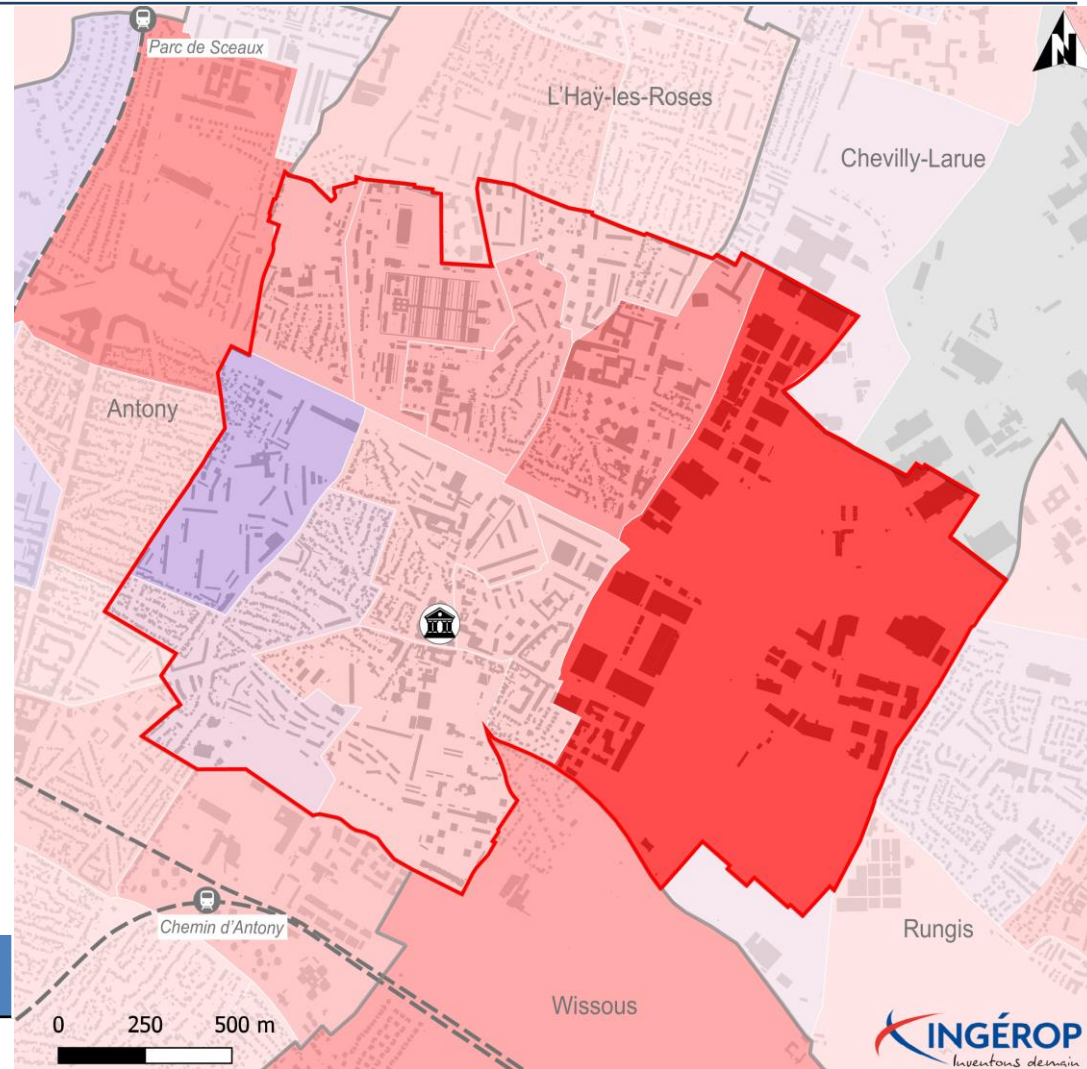 Parc de Sceaux
N
L'Haÿ-les-Roses
Chevilly-Larue
Antony
Chemin d'Antony
Rungis
Wissous
0 250 500 m
INGÉROP
Inventons demain